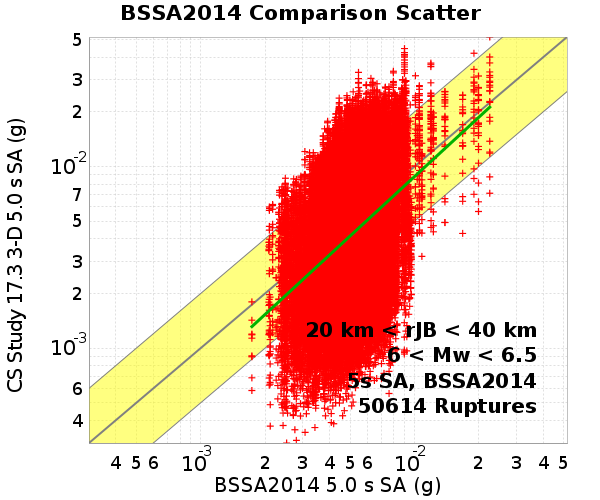 BSSA2014 Comparison Scatter
CS Study 17.3 3-D 5.0 s SA (g)
5
3
2
10⁻²
7
5
3
2
10⁻³
6
4
20 km < rJB < 40 km
6 < Mw < 6.5
5s SA, BSSA2014
50614 Ruptures
4 5 6 10⁻³ 2 3 4 5 6 10⁻² 2 3 4 5
BSSA2014 5.0 s SA (g)